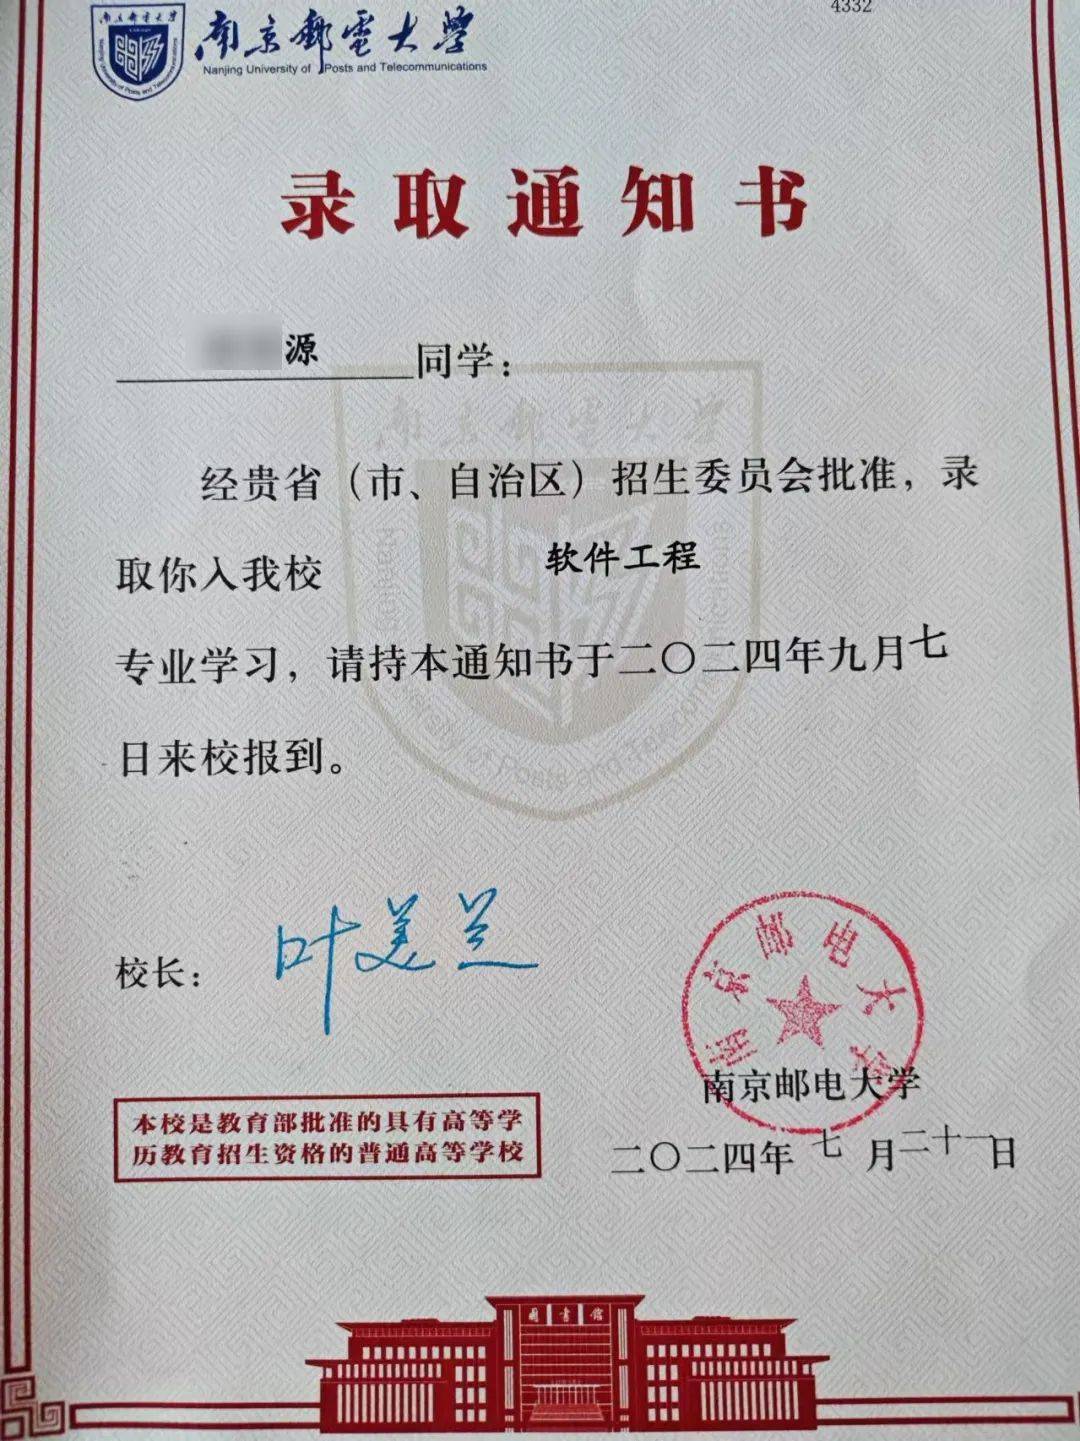 4332
南京郵電大學
Nanjing University of Posts and Telecommunications
录取通知书
源同学：
经贵省（市、自治区）招生委员会批准，录
取你入我校 软件工程
专业学习，请持本通知书于二〇二四年九月七
日来校报到。
校长： 叶美兰
南京邮电大学
南京邮电大学
二〇二四年七月二十一日
本校是教育部批准的具有高等学
历教育招生资格的普通高等学校
图书馆